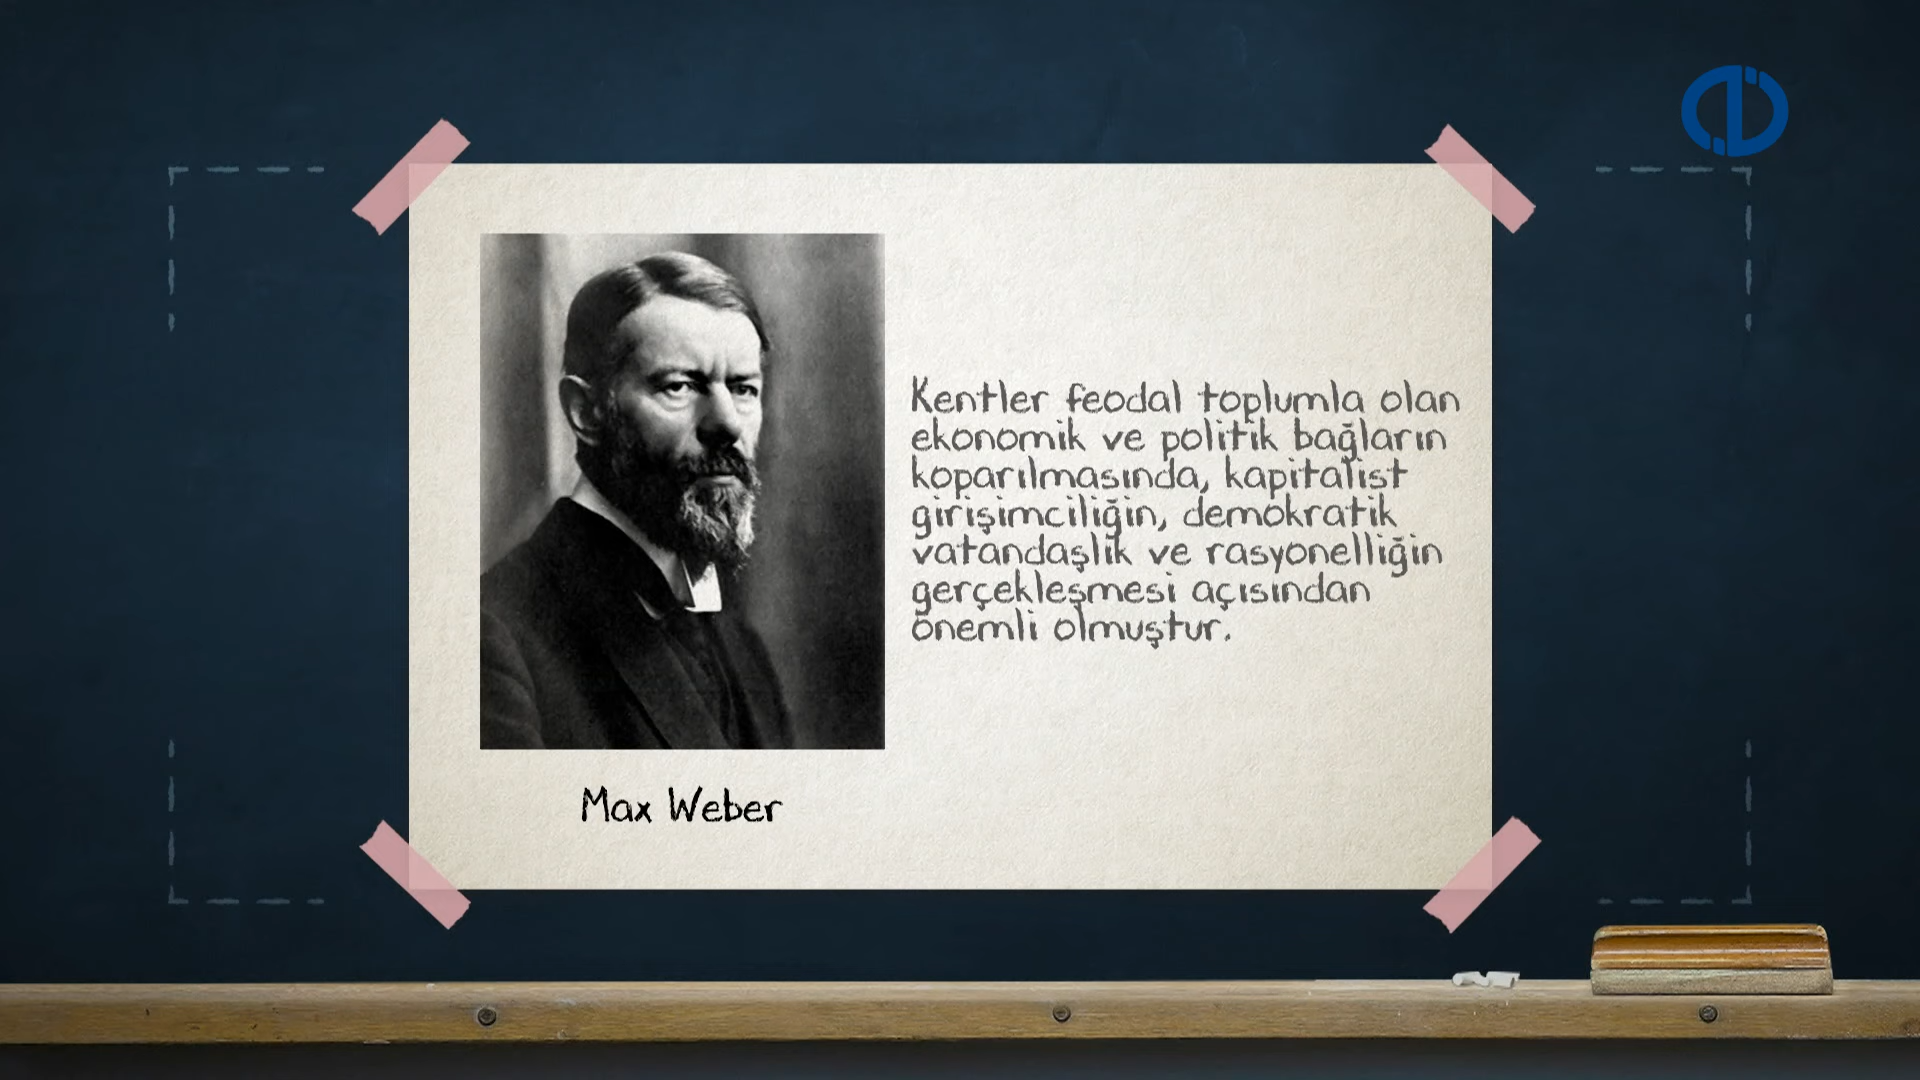 Kentler feodal toplumla olan
ekonomik ve politik bağların
koparılmasında, kapitalist
girişimciliğin, demokratik
vatandaşlık ve rasyonelliğin
gerçekleşmesi açısından
önemli olmuştur.
Max Weber